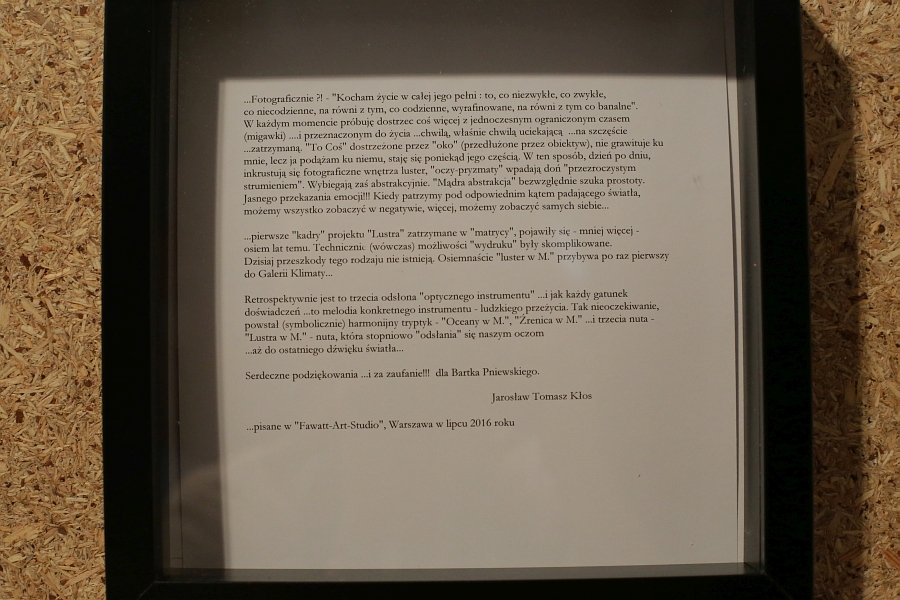 ...Fotograficznie ?! - "Kocham życie w całej jego pełni : to, co niezwykłe, co zwykłe,
co niecodzienne, na równi z tym, co codzienne, wyrafinowane, na równi z tym co banalne".
W każdym momencie próbuję dostrzec coś więcej z jednoczesnym ograniczonym czasem
(migawki) ....i przeznaczonym do życia ...chwilą, właśnie chwilą uciekającą ...na szczęście
...zatrzymaną. "To Coś" dostrzeżone przez "oko" (przedłużone przez obiektyw), nie grawituje ku
mnie, lecz ja podążam ku niemu, staję się poniekąd jego częścią. W ten sposób, dzień po dniu,
inkrustują się fotograficzne wnętrza luster, "oczy-pryzmaty" wpadają doń "przezroczystym
strumieniem". Wybiegają zaś abstrakcyjnie. "Mądra abstrakcja" bezwzględnie szuka prostoty.
Jasnego przekazania emocji!!! Kiedy patrzymy pod odpowiednim kątem padającego światła,
możemy wszystko zobaczyć w negatywie, więcej, możemy zobaczyć samych siebie...
...pierwsze "kadry" projektu "Lustra" zatrzymane w "matrycy", pojawiły się - mniej więcej -
osiem lat temu. Technicznie (wówczas) możliwości "wydruku" były skomplikowane.
Dzisiaj przeszkody tego rodzaju nie istnieją. Osiemnaście "luster w M." przybywa po raz pierwszy
do Galerii Klimaty...
Retrospektywnie jest to trzecia odsłona "optycznego instrumentu" ...i jak każdy gatunek
doświadczeń ...to melodia konkretnego instrumentu - ludzkiego przeżycia. Tak nieoczekiwanie,
powstał (symbolicznie) harmonijny tryptyk - "Oceany w M.", "Źrenica w M." ...i trzecia nuta -
"Lustra w M." - nuta, która stopniowo "odsłania" się naszym oczom
...aż do ostatniego dźwięku światła...
Serdeczne podziękowania ...i za zaufanie!!! dla Bartka Pniewskiego.
Jarosław Tomasz Kłos
...pisane w "Fawatt-Art-Studio", Warszawa w lipcu 2016 roku